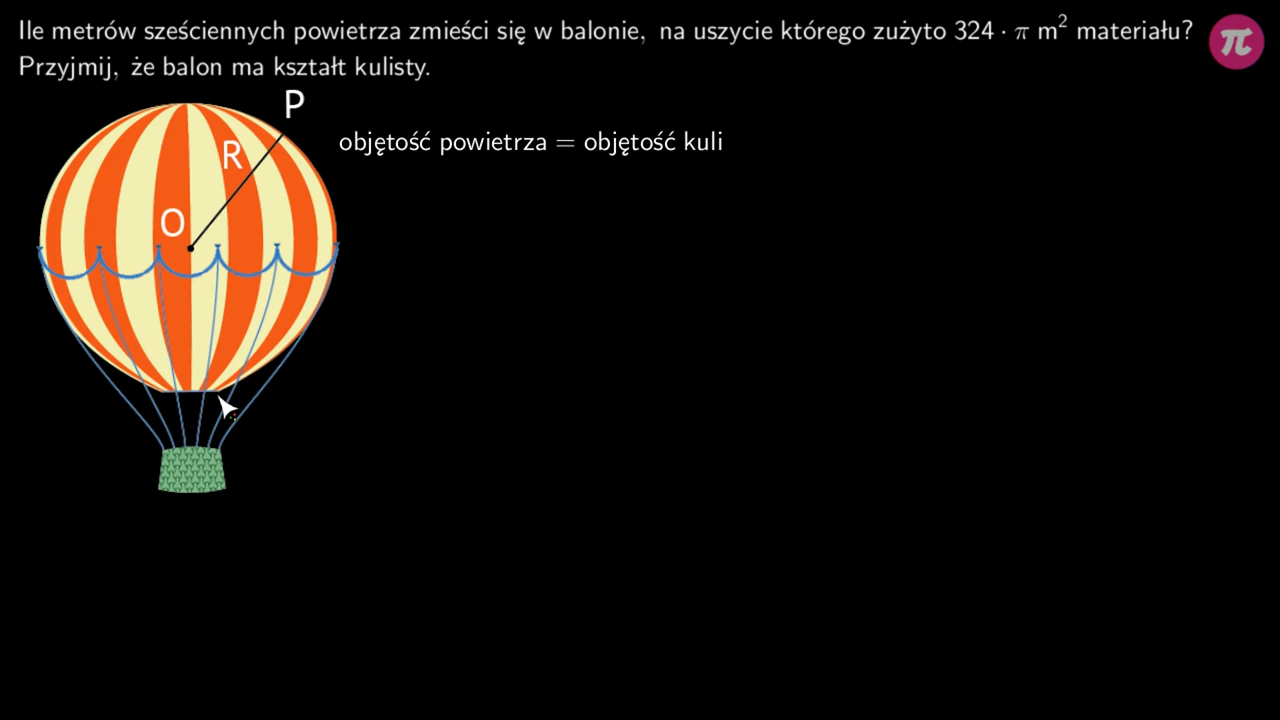 Ile metrów sześciennych powietrza zmieści się w balonie, na uszycie którego zużyto 324 · π m² materiału?
Przyjmij, że balon ma kształt kulisty.
π
P
objętość powietrza = objętość kuli
R
O